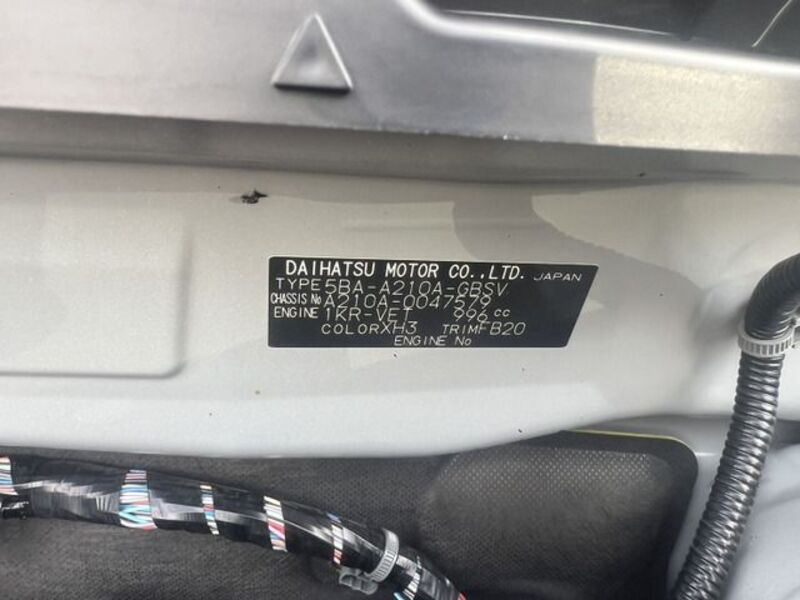 DAIHATSU MOTOR CO.,LTD. JAPAN
TYPE 5BA-A210A-GBSV
CHASSIS No A210A-0047579
ENGINE 1KR-VET 996 cc
COLOR XH3 TRIM FB20
ENGINE No